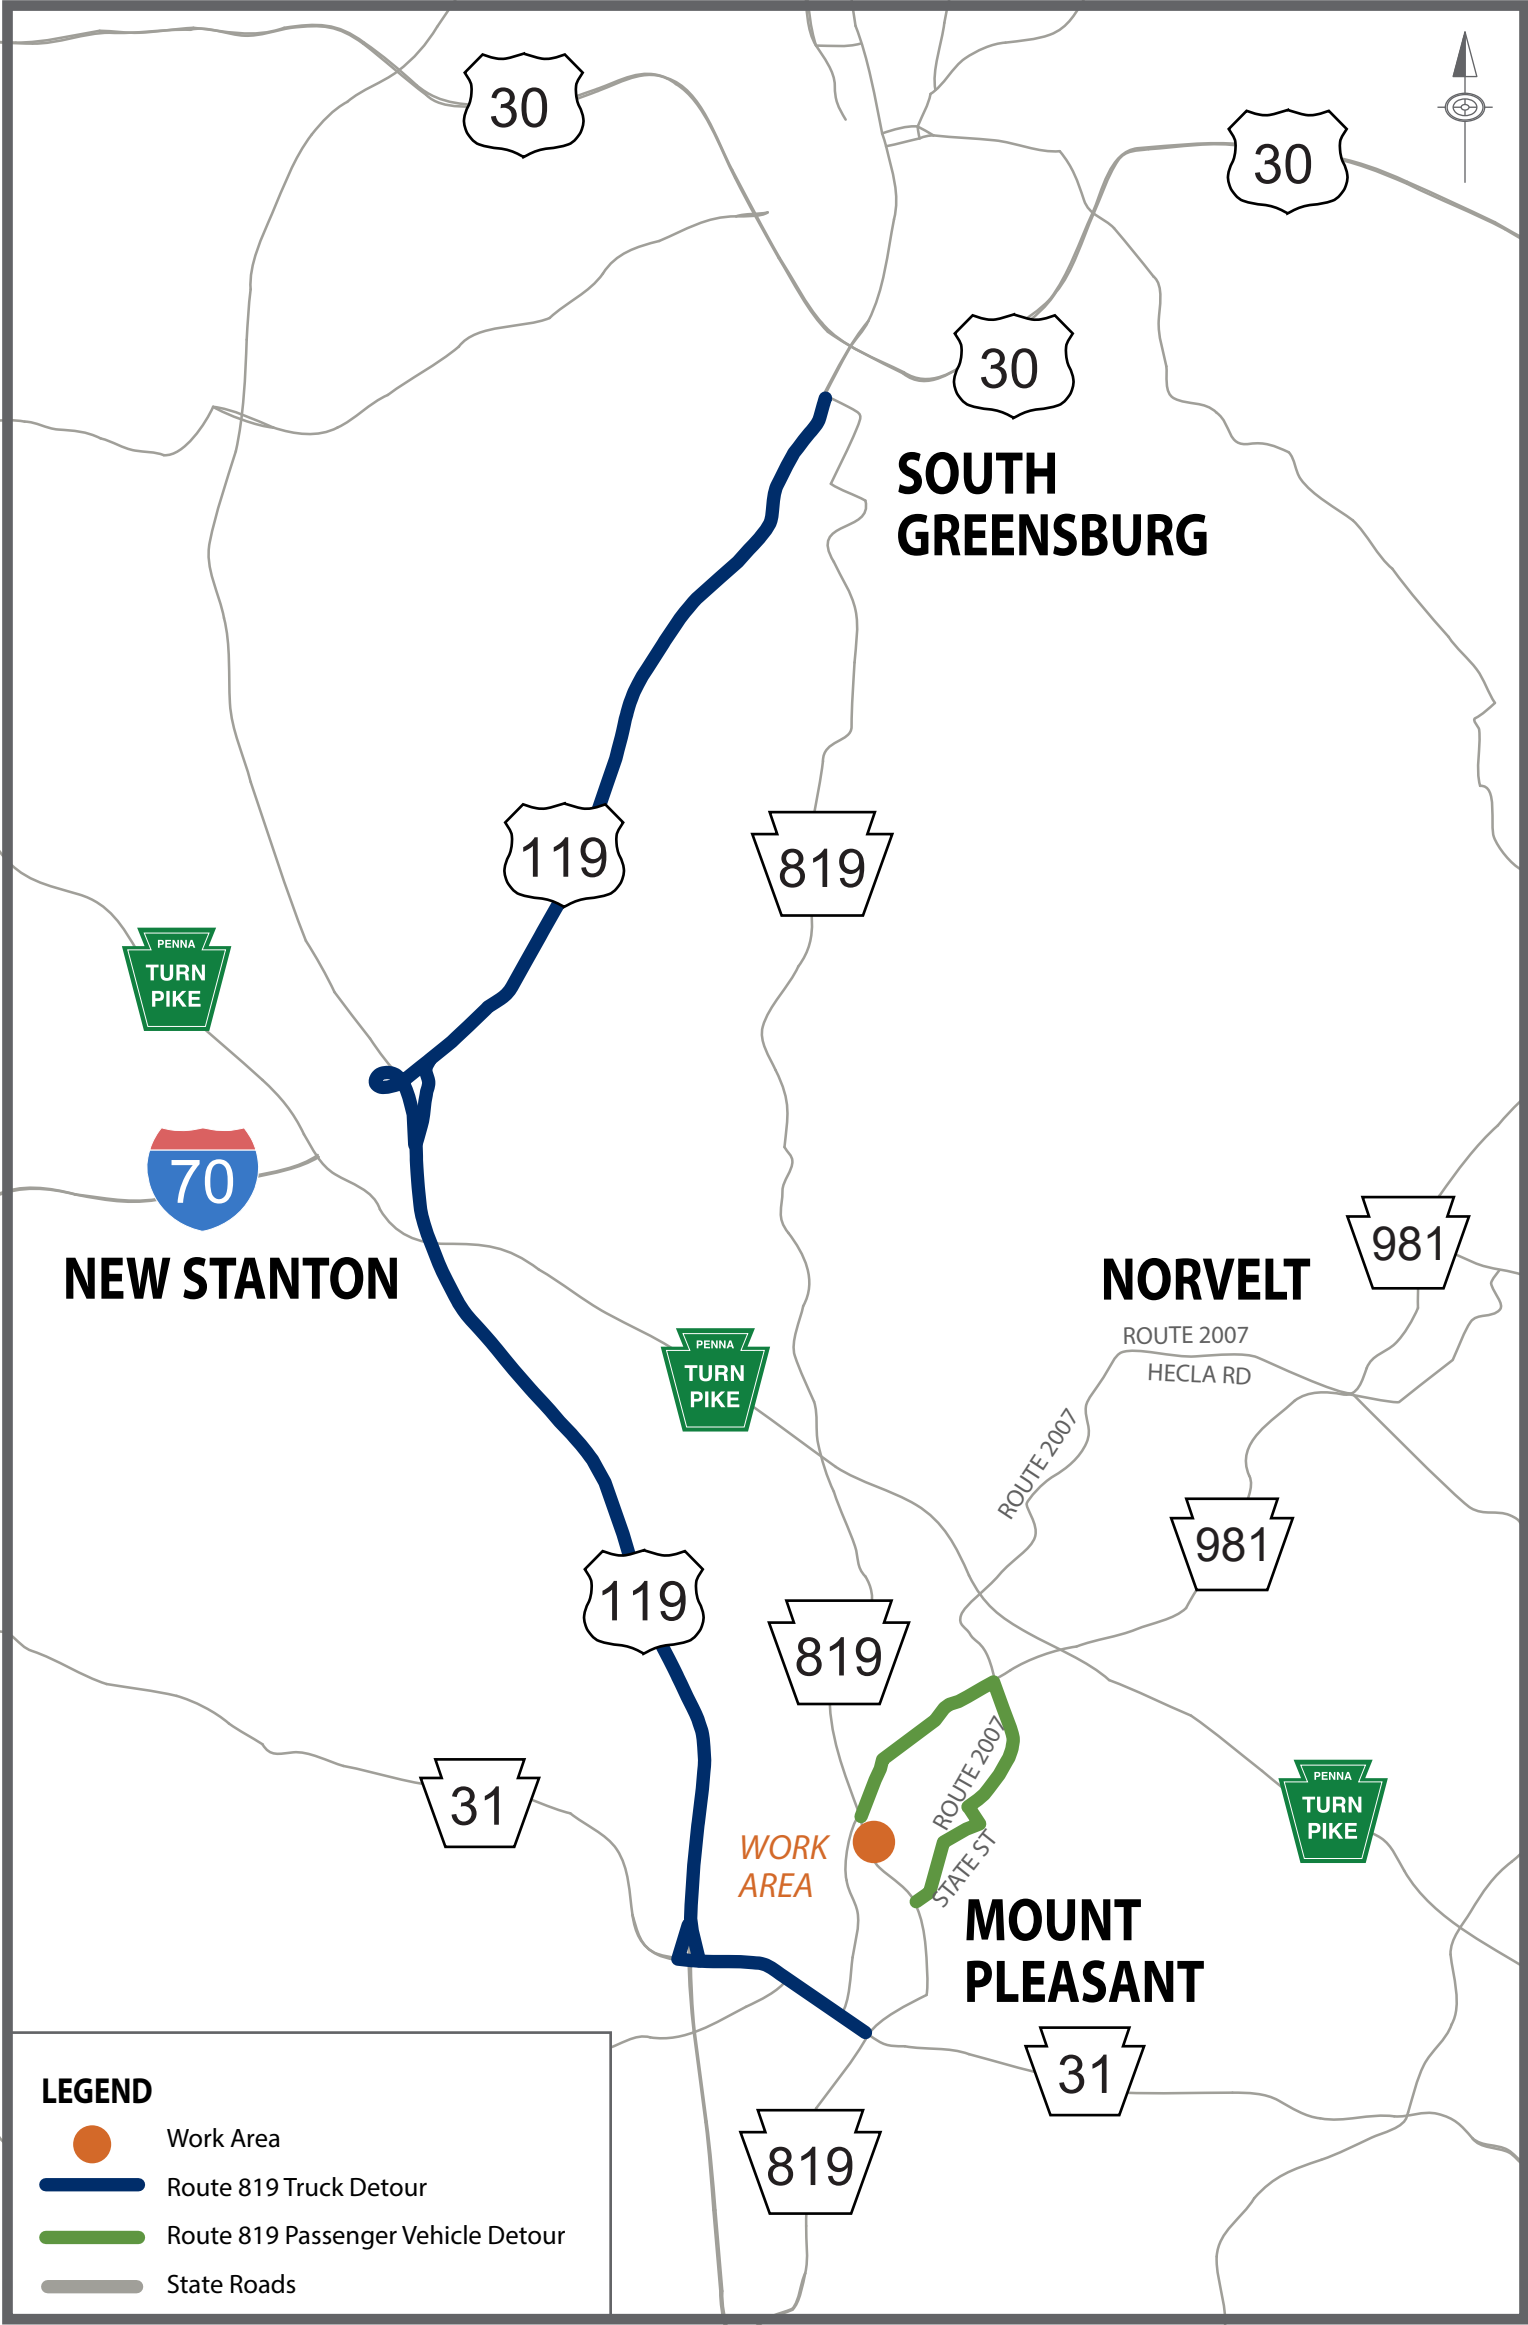 30
30
30
SOUTH
GREENSBURG
119
819
PENNA
TURN
PIKE
70
NEW STANTON
981
NORVELT
ROUTE 2007
HECLA RD
PENNA
TURN
PIKE
ROUTE 2007
981
119
819
ROUTE 2007
PENNA
TURN
PIKE
31
WORK
AREA
STATE ST
MOUNT
PLEASANT
31
819
LEGEND
Work Area
Route 819 Truck Detour
Route 819 Passenger Vehicle Detour
State Roads